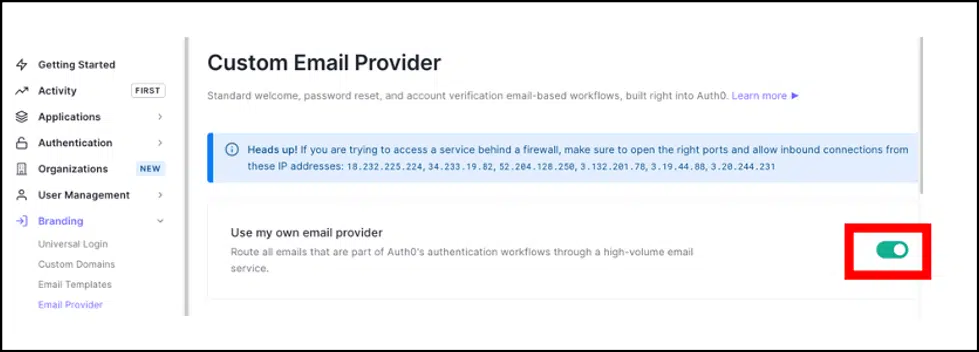 Getting Started
Activity FIRST
Applications
Authentication
Organizations NEW
User Management
Branding
Universal Login
Custom Domains
Email Templates
Email Provider
Custom Email Provider
Standard welcome, password reset, and account verification email-based workflows, built right into Auth0. Learn more
Heads up! If you are trying to access a service behind a firewall, make sure to open the right ports and allow inbound connections from
these IP addresses: 18.232.225.224, 34.233.19.82, 52.204.128.250, 3.132.201.78, 3.19.44.88, 3.20.244.231
Use my own email provider
Route all emails that are part of Auth0's authentication workflows through a high-volume email
service.